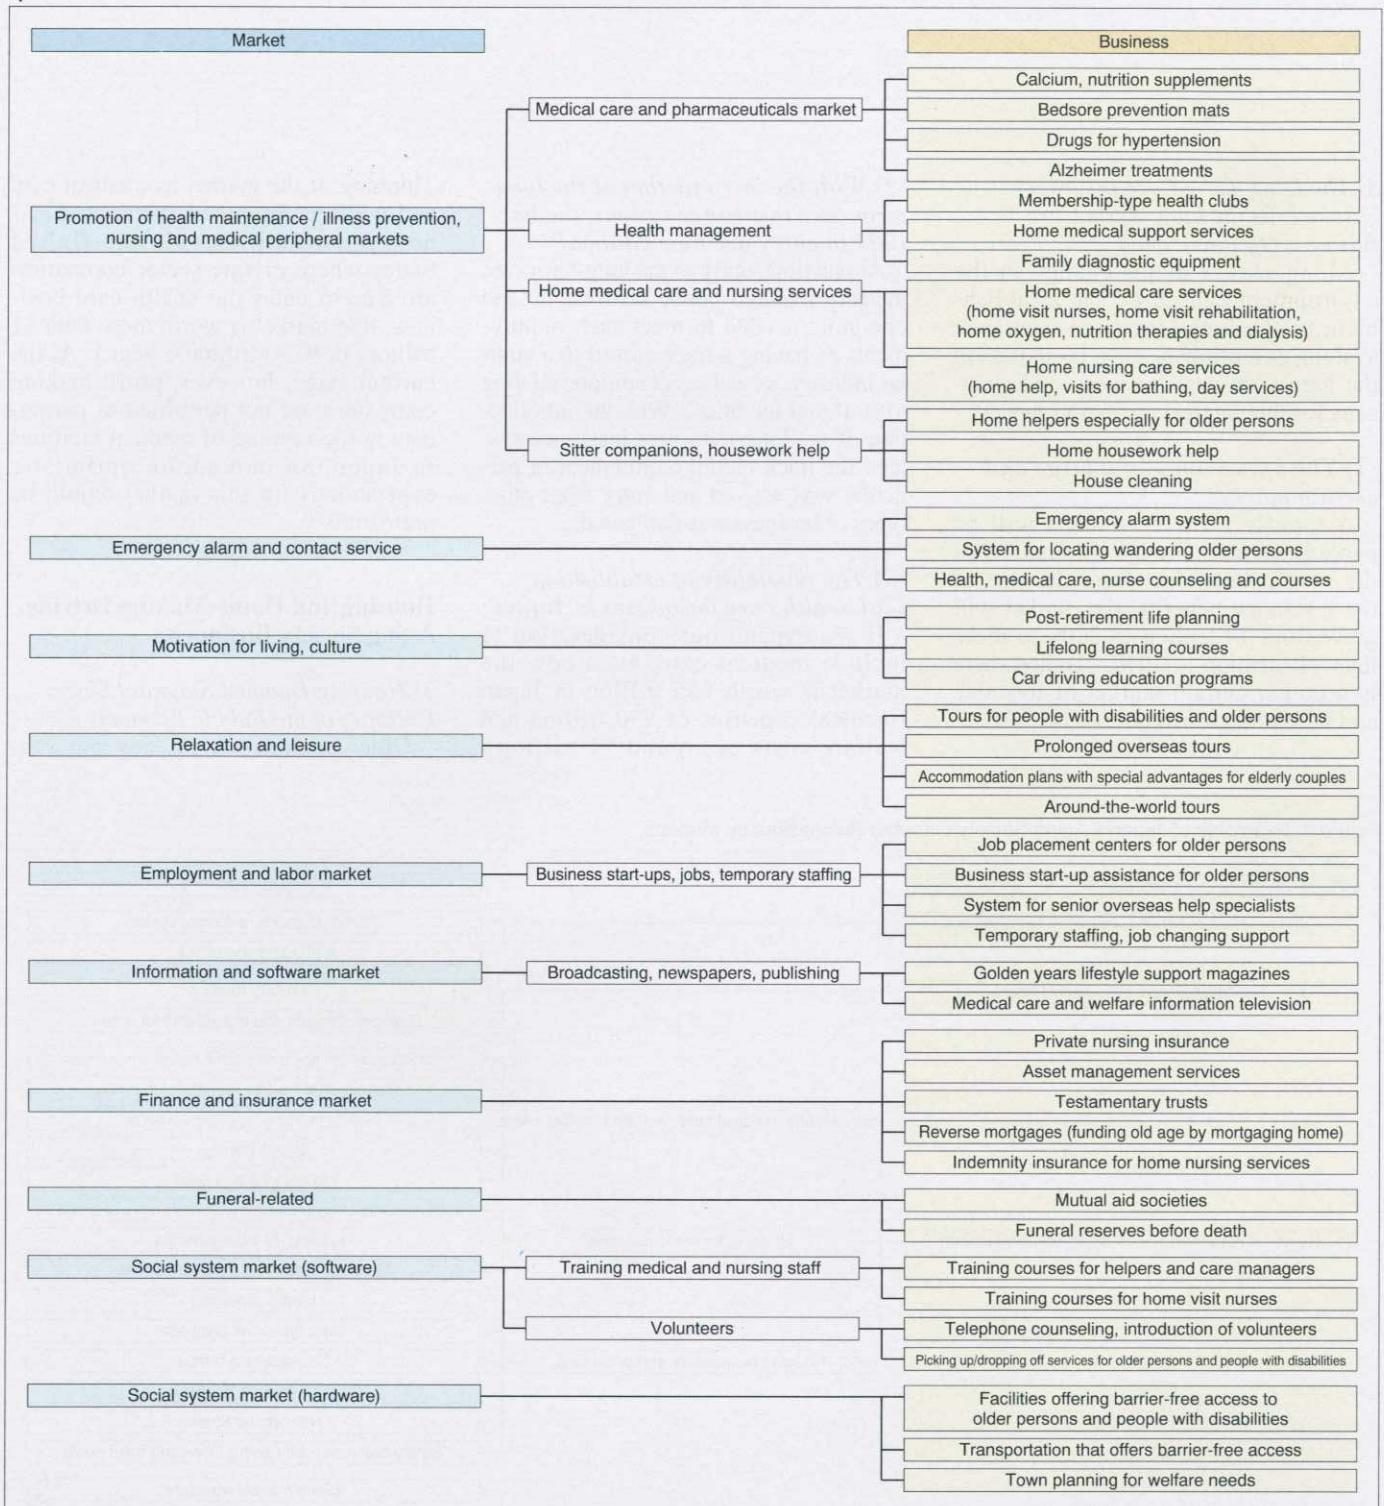 Market
Business
Promotion of health maintenance / illness prevention,
nursing and medical peripheral markets
Medical care and pharmaceuticals market
Calcium, nutrition supplements
Bedsore prevention mats
Drugs for hypertension
Alzheimer treatments
Health management
Membership-type health clubs
Home medical support services
Family diagnostic equipment
Home medical care and nursing services
Home medical care services
(home visit nurses, home visit rehabilitation,
home oxygen, nutrition therapies and dialysis)
Home nursing care services
(home help, visits for bathing, day services)
Sitter companions, housework help
Home helpers especially for older persons
Home housework help
House cleaning
Emergency alarm and contact service
Emergency alarm system
System for locating wandering older persons
Health, medical care, nurse counseling and courses
Motivation for living, culture
Post-retirement life planning
Lifelong learning courses
Car driving education programs
Relaxation and leisure
Tours for people with disabilities and older persons
Prolonged overseas tours
Accommodation plans with special advantages for elderly couples
Around-the-world tours
Employment and labor market
Business start-ups, jobs, temporary staffing
Job placement centers for older persons
Business start-up assistance for older persons
System for senior overseas help specialists
Temporary staffing, job changing support
Information and software market
Broadcasting, newspapers, publishing
Golden years lifestyle support magazines
Medical care and welfare information television
Finance and insurance market
Private nursing insurance
Asset management services
Testamentary trusts
Reverse mortgages (funding old age by mortgaging home)
Indemnity insurance for home nursing services
Funeral-related
Mutual aid societies
Funeral reserves before death
Social system market (software)
Training medical and nursing staff
Training courses for helpers and care managers
Training courses for home visit nurses
Volunteers
Telephone counseling, introduction of volunteers
Picking up/dropping off services for older persons and people with disabilities
Social system market (hardware)
Facilities offering barrier-free access to
older persons and people with disabilities
Transportation that offers barrier-free access
Town planning for welfare needs